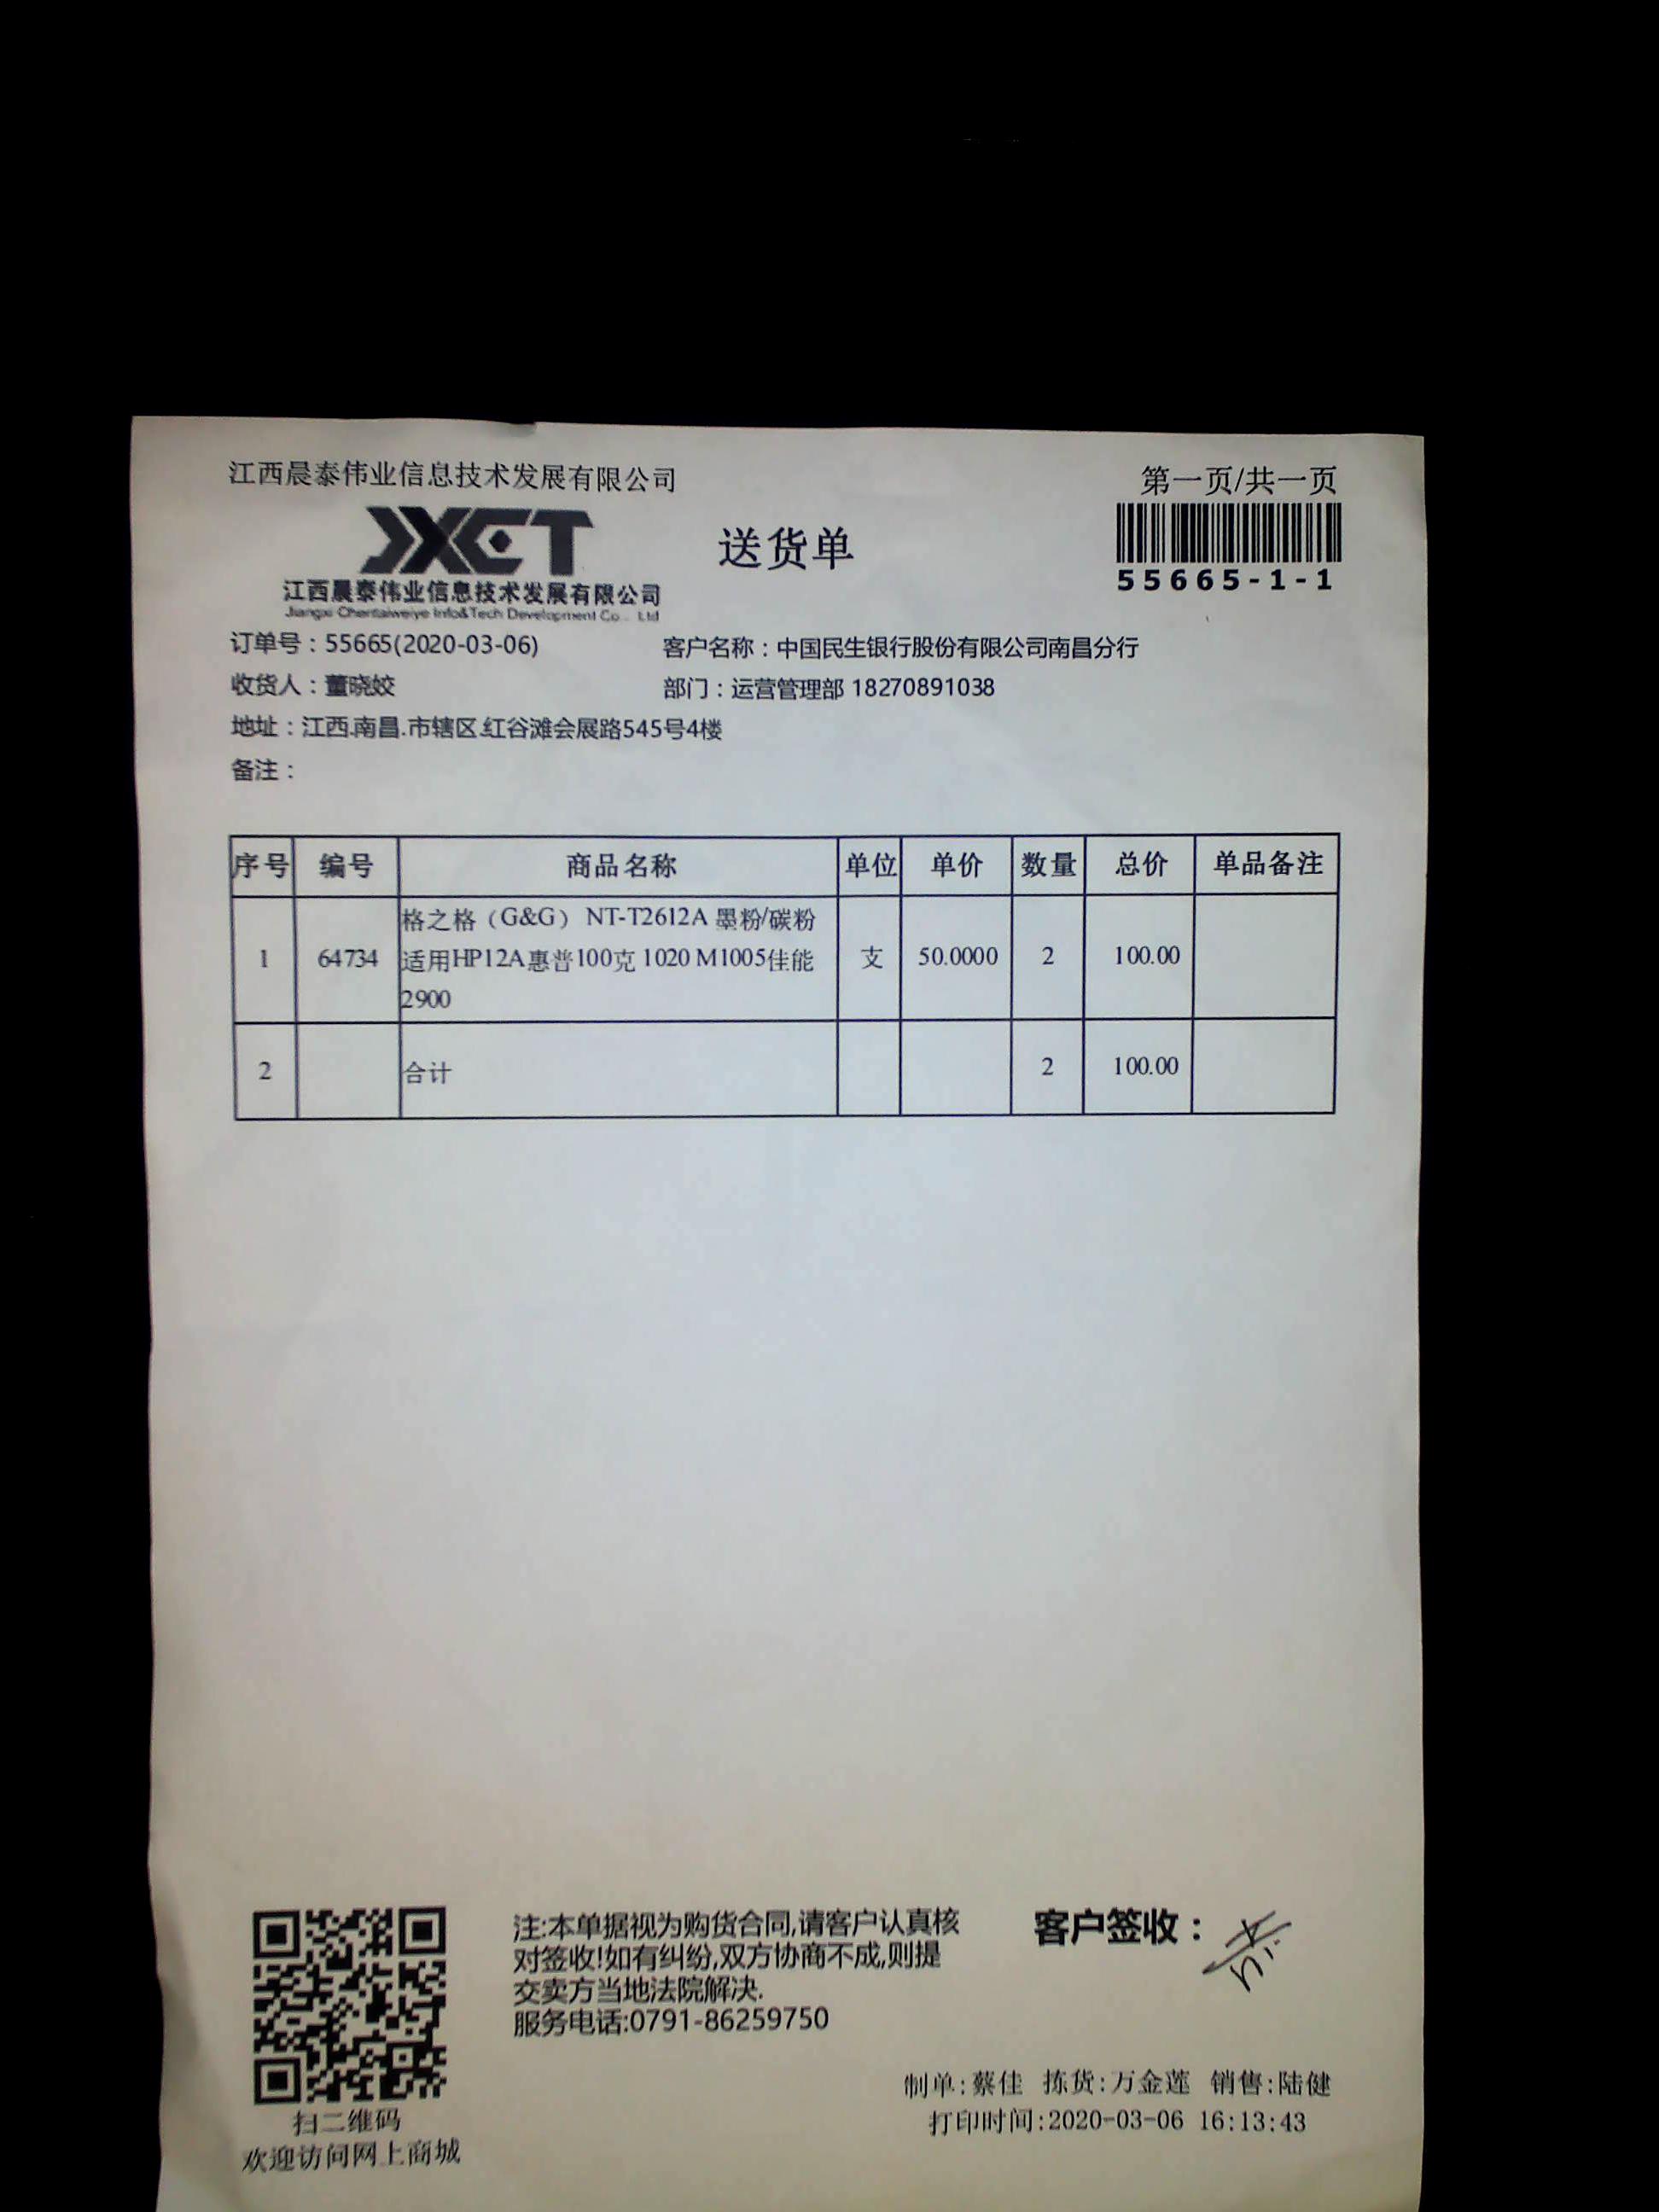 江西晨泰伟业信息技术发展有限公司
第一页/共一页
JXCT
送货单
江西晨泰伟业信息技术发展有限公司
Jiangxi Chentaiweiye Info&Tech Development Co., Ltd
55665-1-1
订单号：55665(2020-03-06)
客户名称：中国民生银行股份有限公司南昌分行
收货人：董晓姣
部门：运营管理部 18270891038
地址：江西.南昌.市辖区.红谷滩会展路545号4楼
备注：
序号 编号 商品名称 单位 单价 数量 总价 单品备注
格之格（G&G） NT-T2612A 墨粉/碳粉
1 64734 适用HP12A惠普100克 1020 M1005佳能 支 50.0000 2 100.00
2900
2 合计 2 100.00
注:本单据视为购货合同,请客户认真核
对签收!如有纠纷,双方协商不成,则提
交卖方当地法院解决.
服务电话:0791-86259750
客户签收：
扫二维码
欢迎访问网上商城
制单:蔡佳 拣货:万金莲 销售:陆健
打印时间:2020-03-06 16:13:43